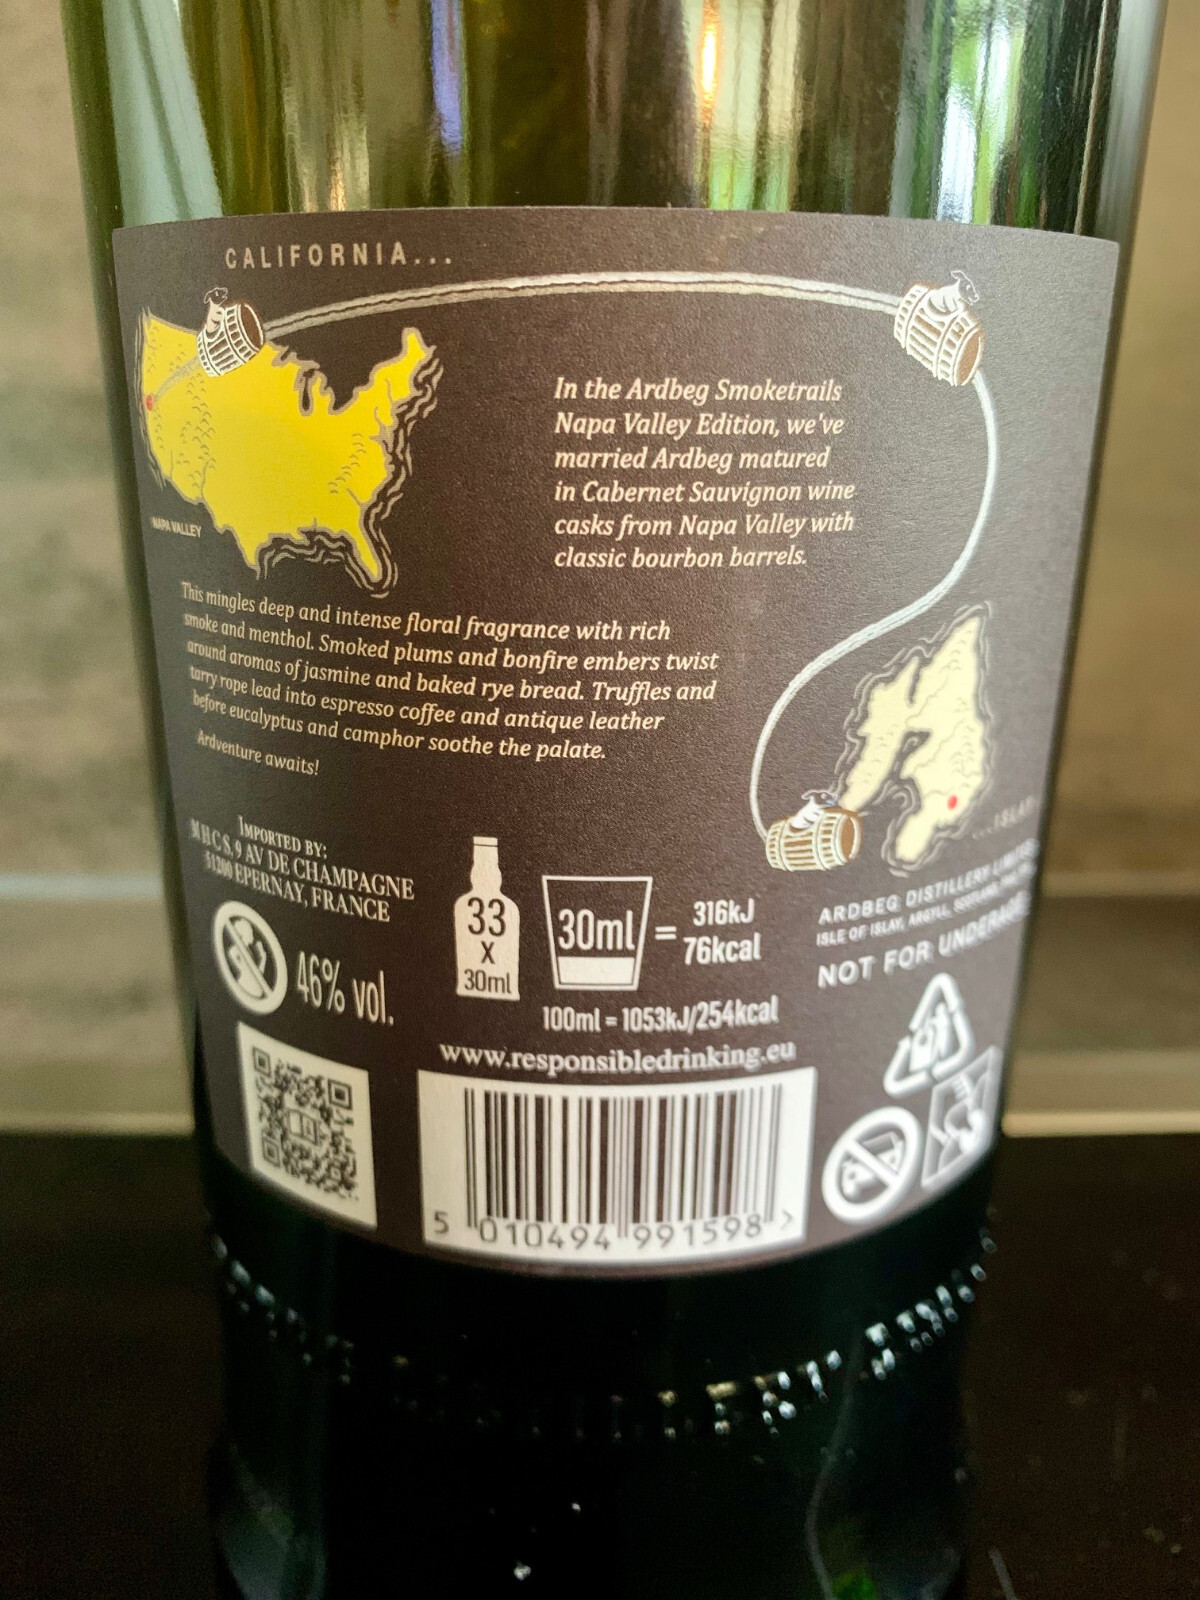 CALIFORNIA...
In the Ardbeg Smoketrails
Napa Valley Edition, we've
married Ardbeg matured
in Cabernet Sauvignon wine
casks from Napa Valley with
classic bourbon barrels.
NAPA VALLEY
This mingles deep and intense floral fragrance with rich
smoke and menthol. Smoked plums and bonfire embers twist
around aromas of jasmine and baked rye bread. Truffles and
tarry rope lead into espresso coffee and antique leather
before eucalyptus and camphor soothe the palate.
Ardventure awaits!
...ISLAY
IMPORTED BY:
M H C S, 9 AV DE CHAMPAGNE
51200 EPERNAY, FRANCE
46% vol.
33
x
30ml
30ml = 316kJ
76kcal
100ml = 1053kJ/254kcal
www.responsibledrinking.eu
ARDBEG DISTILLERY
ISLE OF ISLAY, ARGYLL, SCOTLAND,
NOT FOR
5 010494 991598 >